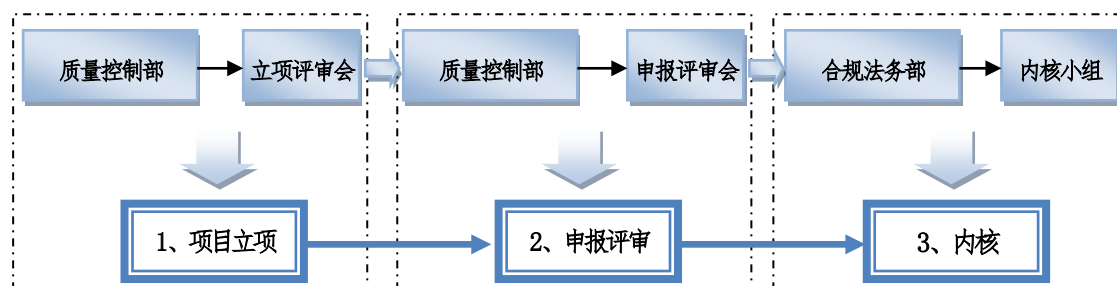 质量控制部
立项评审会
质量控制部
申报评审会
合规法务部
内核小组
1、项目立项
2、申报评审
3、内核